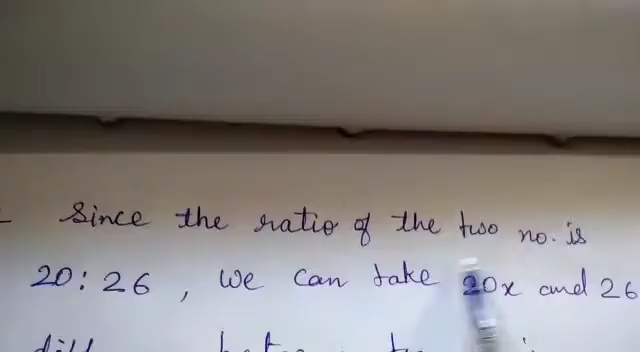 Since the ratio of the two no. is
20 : 26 , we can take 20x and 26